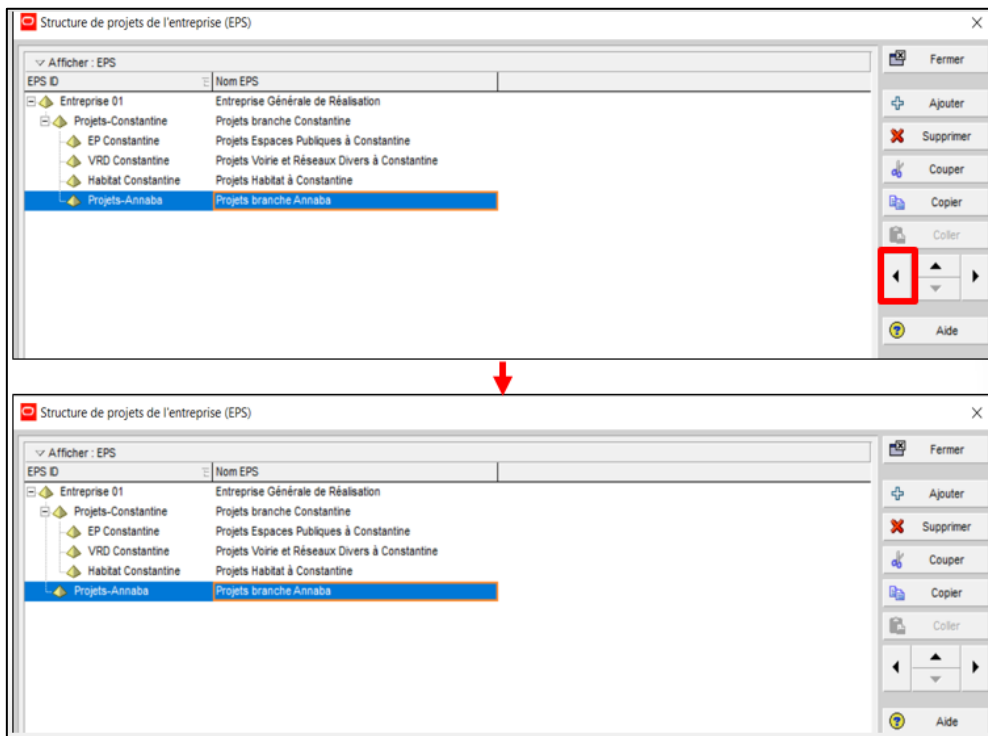 Structure de projets de l'entreprise (EPS)
Afficher : EPS
Fermer
EPS ID Nom EPS
Entreprise 01 Entreprise Générale de Réalisation
Ajouter
Projets-Constantine Projets branche Constantine
EP Constantine Projets Espaces Publiques à Constantine
Supprimer
VRD Constantine Projets Voirie et Réseaux Divers à Constantine
Couper
Habitat Constantine Projets Habitat à Constantine
Projets-Annaba Projets branche Annaba
Copier
Coller
Aide
Structure de projets de l'entreprise (EPS)
Afficher : EPS
Fermer
EPS ID Nom EPS
Entreprise 01 Entreprise Générale de Réalisation
Ajouter
Projets-Constantine Projets branche Constantine
EP Constantine Projets Espaces Publiques à Constantine
Supprimer
VRD Constantine Projets Voirie et Réseaux Divers à Constantine
Couper
Habitat Constantine Projets Habitat à Constantine
Projets-Annaba Projets branche Annaba
Copier
Coller
Aide